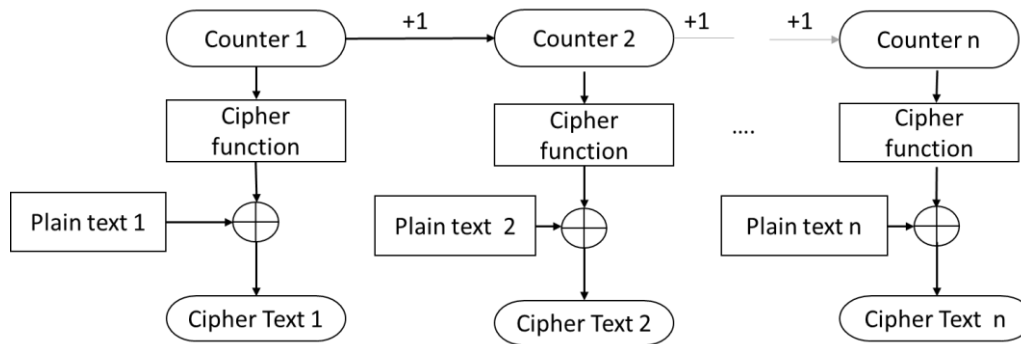 Counter 1
+1
Counter 2
+1
+1
Counter n
Cipher
function
Cipher
function
....
Cipher
function
Plain text 1
Plain text  2
Plain text n
Cipher Text 1
Cipher Text 2
Cipher Text  n